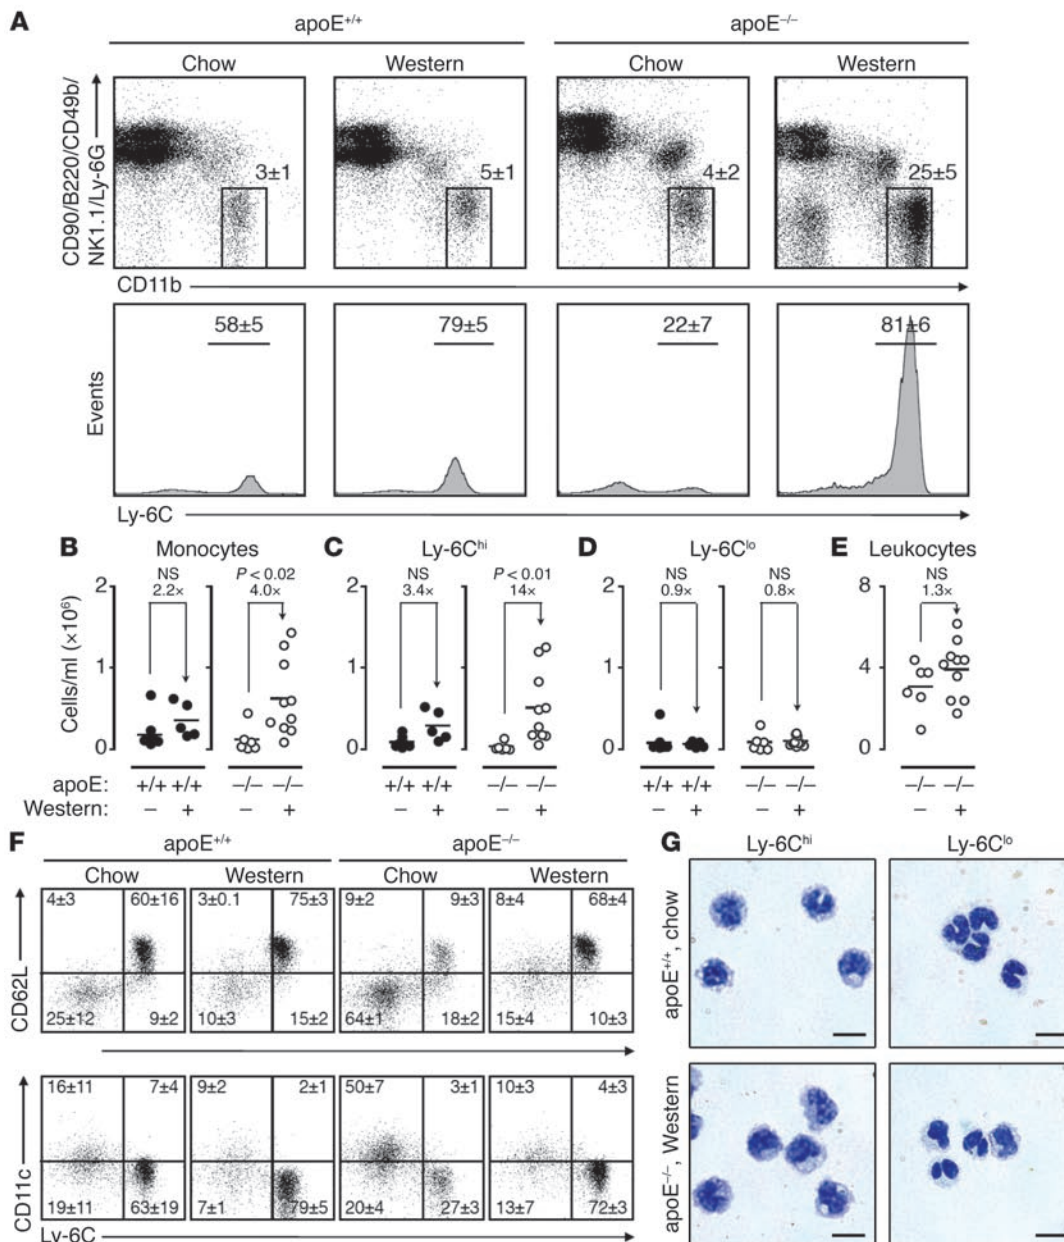 A
apoE+/+ apoE−/−
Chow Western Chow Western
CD90/B220/CD49b/
NK1.1/Ly-6G
3±1 5±1 4±2 25±5
CD11b
58±5 79±5 22±7 81±6
Events
Ly-6C
B Monocytes C Ly-6Chi D Ly-6Clo E Leukocytes
NS P < 0.02 NS P < 0.01 NS NS NS
2.2× 4.0× 3.4× 14× 0.9× 0.8× 1.3×
Cells/ml (×106)
2 2 2 8
1 1 1 4
0 0 0 0
apoE: +/+ +/+ −/− −/− +/+ +/+ −/− −/− +/+ +/+ −/− −/− −/− −/−
Western: − + − + − + − + − + − + − +
F apoE+/+ apoE−/−
Chow Western Chow Western
CD62L
4±3 60±16 3±0.1 75±3 9±2 9±3 8±4 68±4
25±12 9±2 10±3 15±2 64±1 18±2 15±4 10±3
CD11c
16±11 7±4 9±2 2±1 50±7 3±1 10±3 4±3
19±11 63±19 7±1 79±5 20±4 27±3 13±7 72±3
Ly-6C
G Ly-6Chi Ly-6Clo
apoE+/+, chow
apoE−/−, Western